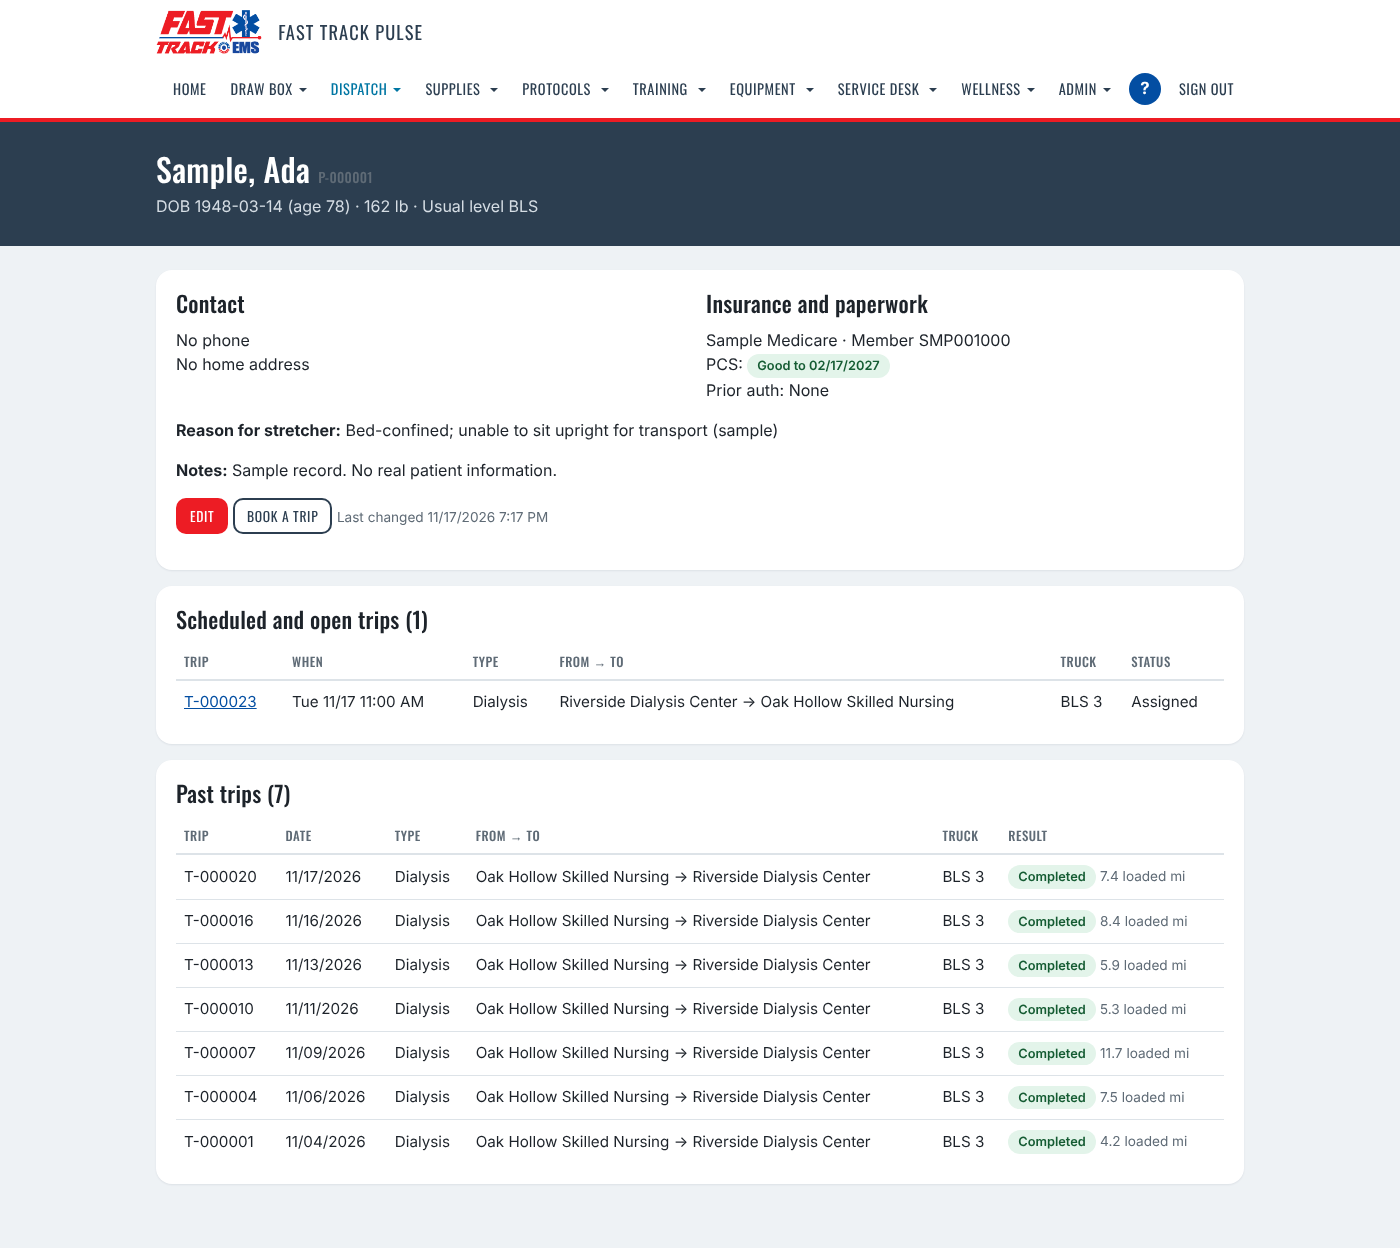 FAST TRACK EMS
FAST TRACK PULSE
HOME DRAW BOX DISPATCH SUPPLIES PROTOCOLS TRAINING EQUIPMENT SERVICE DESK WELLNESS ADMIN ? SIGN OUT
Sample, Ada P-000001
DOB 1948-03-14 (age 78) · 162 lb · Usual level BLS
Contact
No phone
No home address
Insurance and paperwork
Sample Medicare · Member SMP001000
PCS: Good to 02/17/2027
Prior auth: None
Reason for stretcher: Bed-confined; unable to sit upright for transport (sample)
Notes: Sample record. No real patient information.
EDIT BOOK A TRIP Last changed 11/17/2026 7:17 PM
Scheduled and open trips (1)
TRIP WHEN TYPE FROM → TO TRUCK STATUS
T-000023 Tue 11/17 11:00 AM Dialysis Riverside Dialysis Center → Oak Hollow Skilled Nursing BLS 3 Assigned
Past trips (7)
TRIP DATE TYPE FROM → TO TRUCK RESULT
T-000020 11/17/2026 Dialysis Oak Hollow Skilled Nursing → Riverside Dialysis Center BLS 3 Completed 7.4 loaded mi
T-000016 11/16/2026 Dialysis Oak Hollow Skilled Nursing → Riverside Dialysis Center BLS 3 Completed 8.4 loaded mi
T-000013 11/13/2026 Dialysis Oak Hollow Skilled Nursing → Riverside Dialysis Center BLS 3 Completed 5.9 loaded mi
T-000010 11/11/2026 Dialysis Oak Hollow Skilled Nursing → Riverside Dialysis Center BLS 3 Completed 5.3 loaded mi
T-000007 11/09/2026 Dialysis Oak Hollow Skilled Nursing → Riverside Dialysis Center BLS 3 Completed 11.7 loaded mi
T-000004 11/06/2026 Dialysis Oak Hollow Skilled Nursing → Riverside Dialysis Center BLS 3 Completed 7.5 loaded mi
T-000001 11/04/2026 Dialysis Oak Hollow Skilled Nursing → Riverside Dialysis Center BLS 3 Completed 4.2 loaded mi